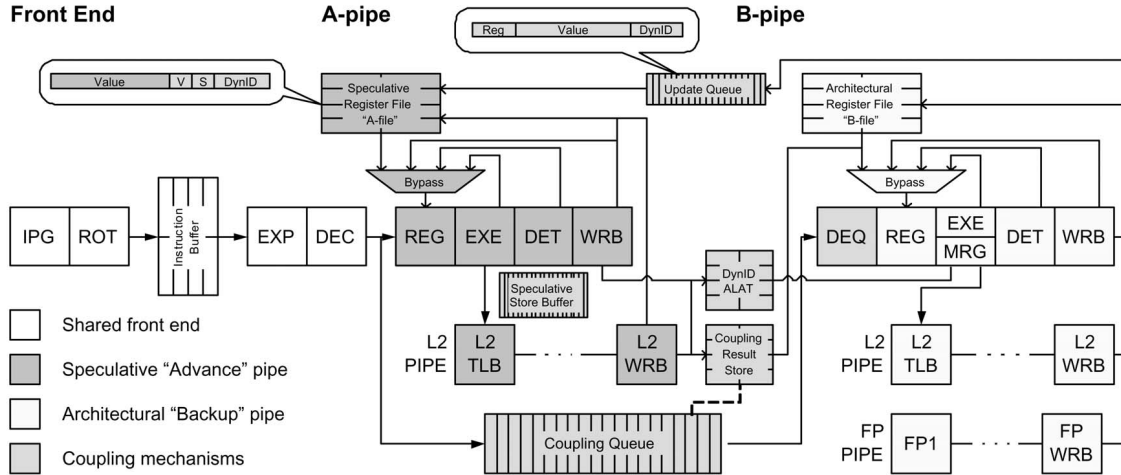 Front End
A-pipe
B-pipe
Reg Value DynID
Value V S DynID
Speculative
Register File
“A-file”
Update Queue
Architectural
Register File
“B-file”
Bypass
Bypass
IPG ROT
Instruction
Buffer
EXP DEC
REG EXE DET WRB
DEQ REG EXE MRG DET WRB
Speculative
Store Buffer
DynID
ALAT
L2
PIPE
L2
TLB
L2
WRB
Coupling
Result
Store
L2
PIPE
L2
TLB
L2
WRB
Coupling Queue
FP
PIPE
FP1
FP
WRB
Shared front end
Speculative “Advance” pipe
Architectural “Backup” pipe
Coupling mechanisms